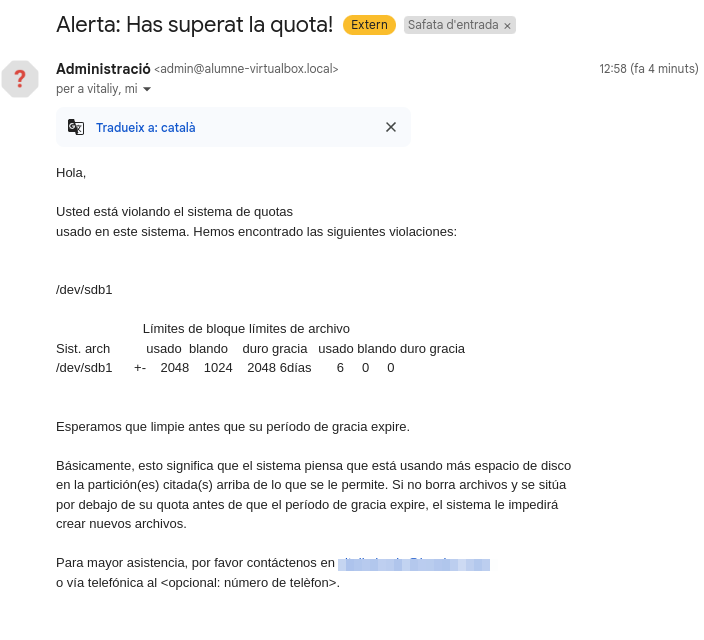 Alerta: Has superat la quota! Extern Safata d'entrada ×
Administració <admin@alumne-virtualbox.local> 12:58 (fa 4 minuts)
per a vitaliy, mi
Tradueix a: català
Hola,
Usted está violando el sistema de quotas
usado en este sistema. Hemos encontrado las siguientes violaciones:
/dev/sdb1
Límites de bloque límites de archivo
Sist. arch usado blando duro gracia usado blando duro gracia
/dev/sdb1 +- 2048 1024 2048 6días 6 0 0
Esperamos que limpie antes que su período de gracia expire.
Básicamente, esto significa que el sistema piensa que está usando más espacio de disco
en la partición(es) citada(s) arriba de lo que se le permite. Si no borra archivos y se sitúa
por debajo de su quota antes de que el período de gracia expire, el sistema le impedirá
crear nuevos archivos.
Para mayor asistencia, por favor contáctenos en
o vía telefónica al <opcional: número de telèfon>.